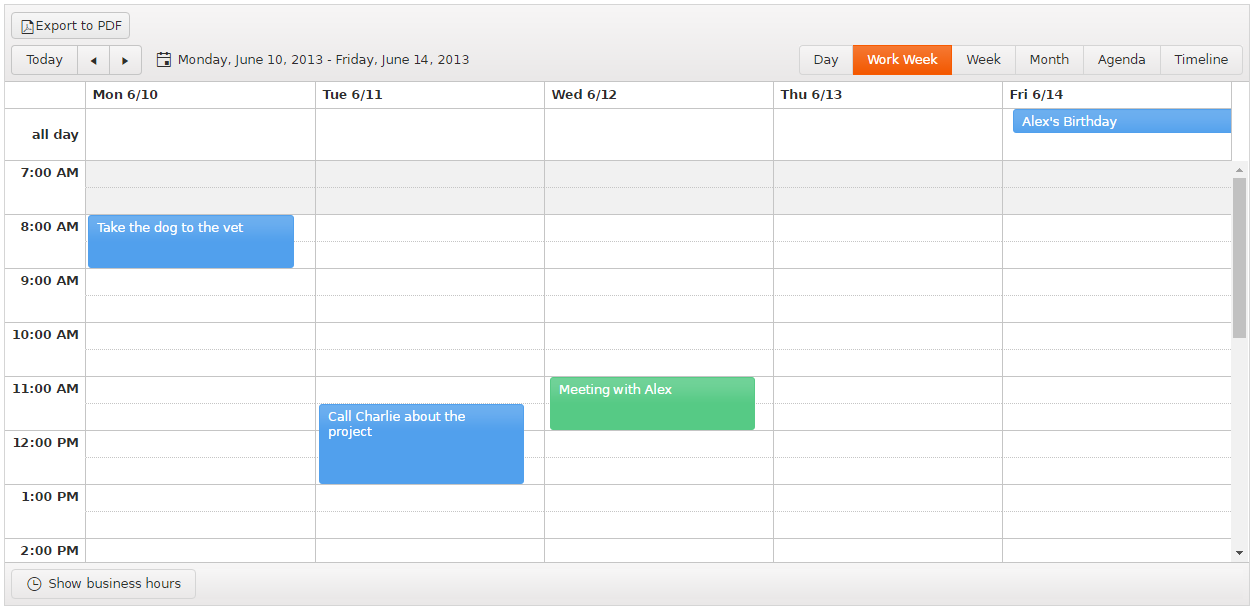 Export to PDF
Today
Monday, June 10, 2013 - Friday, June 14, 2013
Day
Work Week
Week
Month
Agenda
Timeline
Mon 6/10
Tue 6/11
Wed 6/12
Thu 6/13
Fri 6/14
all day
Alex's Birthday
7:00 AM
8:00 AM
Take the dog to the vet
9:00 AM
10:00 AM
11:00 AM
Meeting with Alex
Call Charlie about the
project
12:00 PM
1:00 PM
2:00 PM
Show business hours